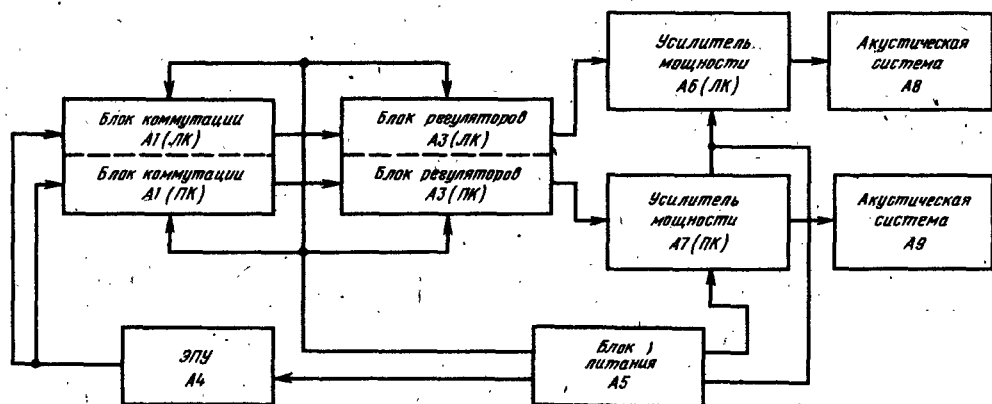 Усилитель
мощности
А6(ЛК)
Акустическая
система
А8
Блок коммутации
А1(ЛК)
Блок коммутации
А1(ПК)
Блок регуляторов
А3(ЛК)
Блок регуляторов
А3(ПК)
Усилитель
мощности
А7(ПК)
Акустическая
система
А9
ЭПУ
А4
Блок
питания
А5